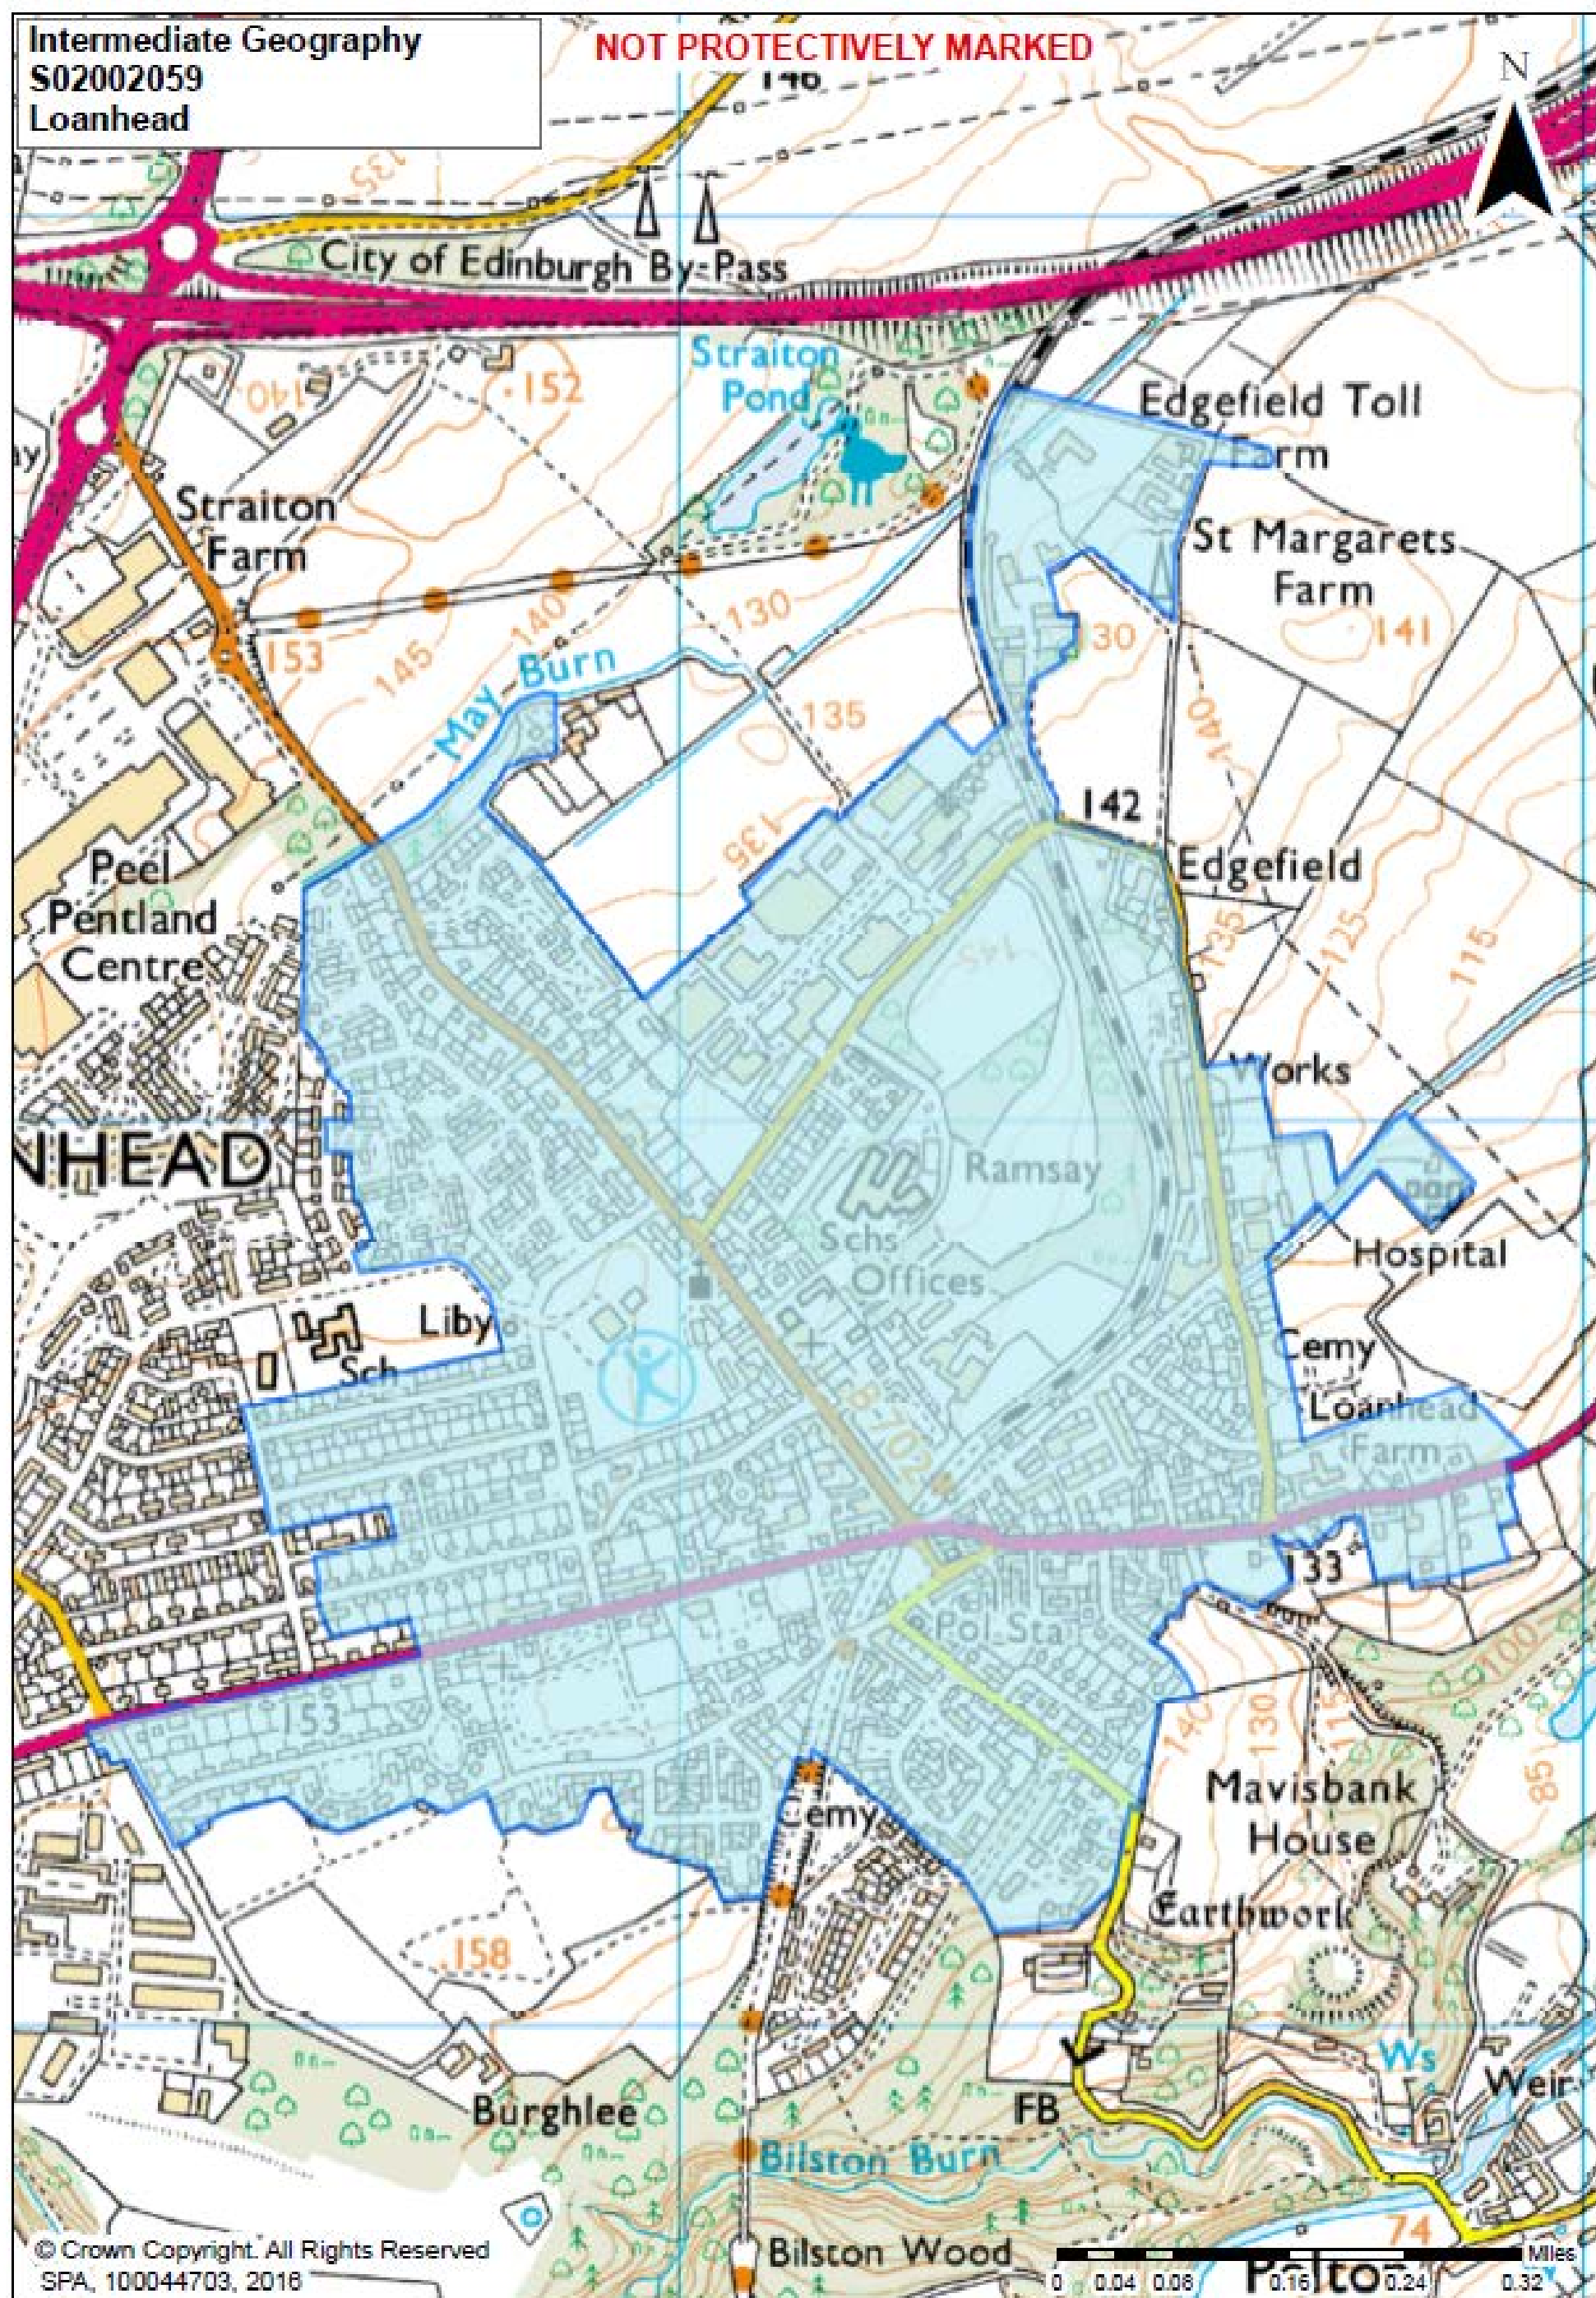 Intermediate Geography
S02002059
Loanhead
NOT PROTECTIVELY MARKED
N
146
135
City of Edinburgh By-Pass
140
152
Straiton
Pond
Edgefield Toll
Farm
Straiton
Farm
St Margarets
Farm
141
130
30
153
145
140
May Burn
135
140
135
142
Peel
Pentland
Centre
Edgefield
145
135
125
115
Works
NHEAD
Ramsay
Schs
Offices
Hospital
Liby
Sch
Cemy
B 702
Loanhead
Farm
133
Pol Sta
100
153
140
130
115
85
Cemy
Mavisbank
House
Earthwork
158
Ws
Weir
Burghlee
FB
Bilston Burn
74
Bilston Wood
Polton
© Crown Copyright. All Rights Reserved
SPA, 100044703, 2016
Miles
0 0.04 0.08 0.16 0.24 0.32